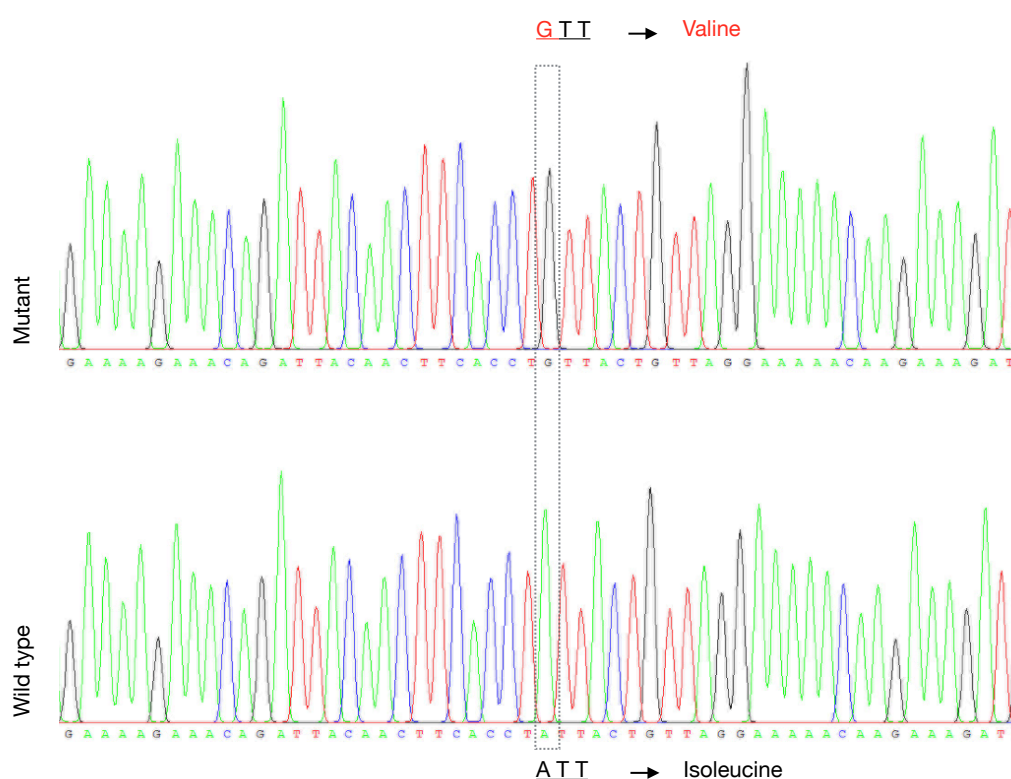 G T T → Valine
Mutant
G A A A A G A A A C A G A T T A C A A C T T C A C C T G T T A C T G T T A G G A A A A A C A A G A A A G A T
Wild type
G A A A A G A A A C A G A T T A C A A C T T C A C C T A T T A C T G T T A G G A A A A A C A A G A A A G A T
A T T → Isoleucine